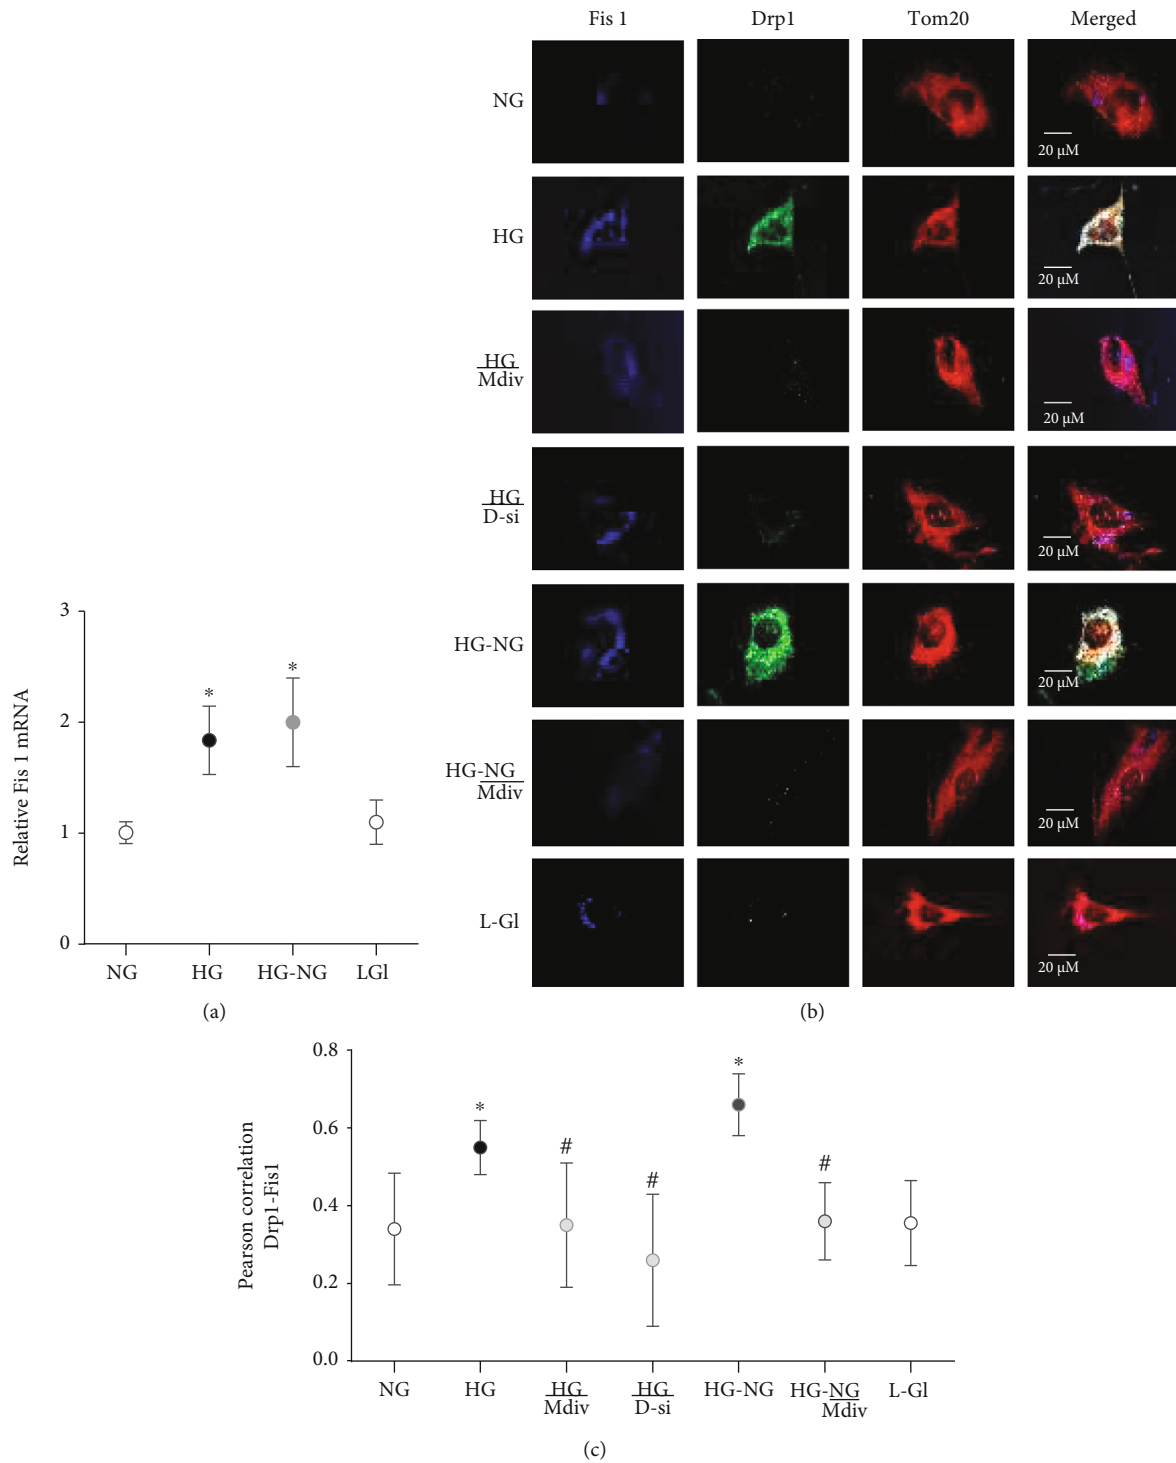 Fis 1 Drp1 Tom20 Merged
NG
20 μM
HG
20 μM
HG
Mdiv
20 μM
HG
D-si
20 μM
HG-NG
20 μM
HG-NG
Mdiv
20 μM
L-Gl
20 μM
(b)
Relative Fis 1 mRNA
3
2
1
0
*
*
NG HG HG-NG LGl
(a)
Pearson correlation
Drp1-Fis1
0.8
0.6
0.4
0.2
0.0
*
#
#
*
#
NG HG HG HG HG-NG HG-NG L-Gl
Mdiv D-si Mdiv
(c)